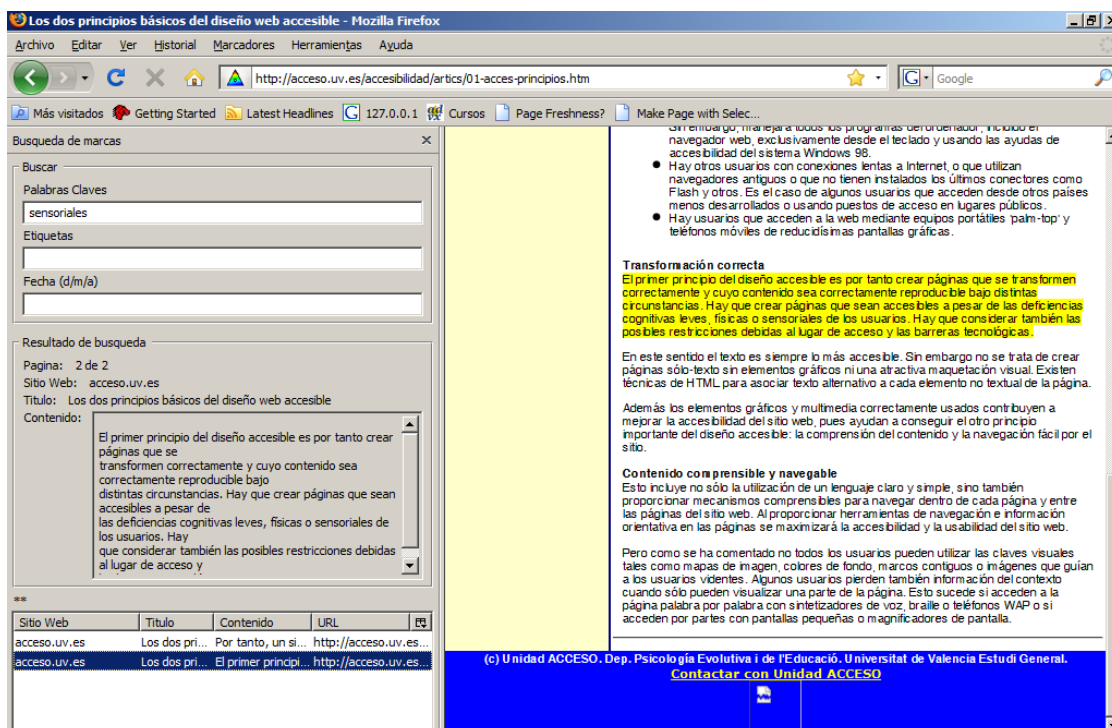 Los dos principios básicos del diseño web accesible - Mozilla Firefox
Archivo Editar Ver Historial Marcadores Herramientas Ayuda
http://acceso.uv.es/accesibilidad/artics/01-acces-principios.htm
G Google
Más visitados Getting Started Latest Headlines G 127.0.0.1 Cursos Page Freshness? Make Page with Selec...
Busqueda de marcas
Buscar
Palabras Claves
sensoriales
Etiquetas
Fecha (d/m/a)
Resultado de busqueda
Pagina: 2 de 2
Sitio Web: acceso.uv.es
Titulo: Los dos principios básicos del diseño web accesible
Contenido:
El primer principio del diseño accesible es por tanto crear
páginas que se
transformen correctamente y cuyo contenido sea
correctamente reproducible bajo
distintas circunstancias. Hay que crear páginas que sean
accesibles a pesar de
las deficiencias cognitivas leves, físicas o sensoriales de
los usuarios. Hay
que considerar también las posibles restricciones debidas
al lugar de acceso y
**
Sitio Web Titulo Contenido URL
acceso.uv.es Los dos pri... Por tanto, un si... http://acceso.uv.es...
acceso.uv.es Los dos pri... El primer principi... http://acceso.uv.es...
Sin embargo, manejará todos los programas del ordenador, incluido el
navegador web, exclusivamente desde el teclado y usando las ayudas de
accesibilidad del sistema Windows 98.
● Hay otros usuarios con conexiones lentas a Internet, o que utilizan
navegadores antiguos o que no tienen instalados los últimos conectores como
Flash y otros. Es el caso de algunos usuarios que acceden desde otros países
menos desarrollados o usando puestos de acceso en lugares públicos.
● Hay usuarios que acceden a la web mediante equipos portátiles 'palm-top' y
teléfonos móviles de reducidísimas pantallas gráficas.
Transformación correcta
El primer principio del diseño accesible es por tanto crear páginas que se transformen
correctamente y cuyo contenido sea correctamente reproducible bajo distintas
circunstancias. Hay que crear páginas que sean accesibles a pesar de las deficiencias
cognitivas leves, físicas o sensoriales de los usuarios. Hay que considerar también las
posibles restricciones debidas al lugar de acceso y las barreras tecnológicas.
En este sentido el texto es siempre lo más accesible. Sin embargo no se trata de crear
páginas sólo-texto sin elementos gráficos ni una atractiva maquetación visual. Existen
técnicas de HTML para asociar texto alternativo a cada elemento no textual de la página.
Además los elementos gráficos y multimedia correctamente usados contribuyen a
mejorar la accesibilidad del sitio web, pues ayudan a conseguir el otro principio
importante del diseño accesible: la comprensión del contenido y la navegación fácil por el
sitio.
Contenido comprensible y navegable
Esto incluye no sólo la utilización de un lenguaje claro y simple, sino también
proporcionar mecanismos comprensibles para navegar dentro de cada página y entre
las páginas del sitio web. Al proporcionar herramientas de navegación e información
orientativa en las páginas se maximizará la accesibilidad y la usabilidad del sitio web.
Pero como se ha comentado no todos los usuarios pueden utilizar las claves visuales
tales como mapas de imagen, colores de fondo, marcos contiguos o imágenes que guían
a los usuarios videntes. Algunos usuarios pierden también información del contexto
cuando sólo pueden visualizar una parte de la página. Esto sucede si acceden a la
página palabra por palabra con sintetizadores de voz, braille o teléfonos WAP o si
acceden por partes con pantallas pequeñas o magnificadores de pantalla.
(c) Unidad ACCESO. Dep. Psicología Evolutiva i de l'Educació. Universitat de Valencia Estudi General.
Contactar con Unidad ACCESO